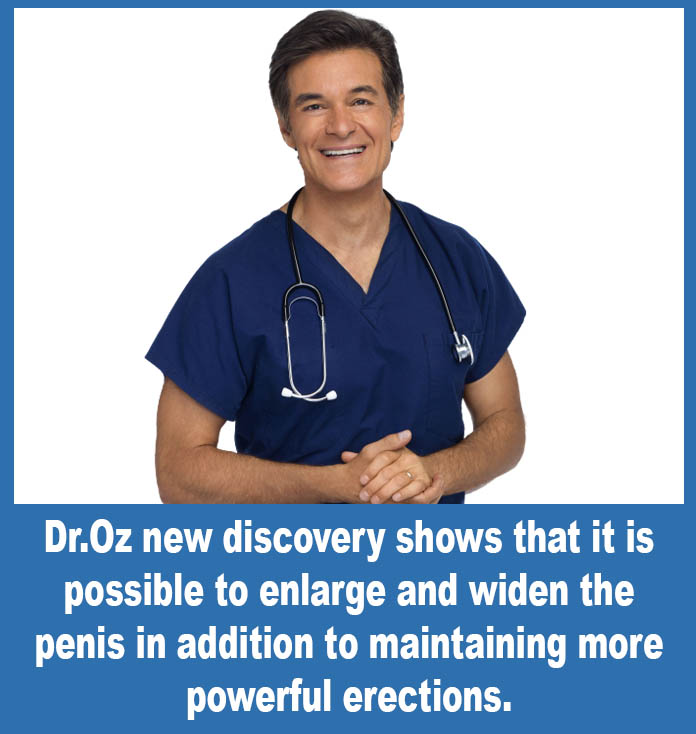 Dr.Oz new discovery shows that it is
possible to enlarge and widen the
penis in addition to maintaining more
powerful erections.